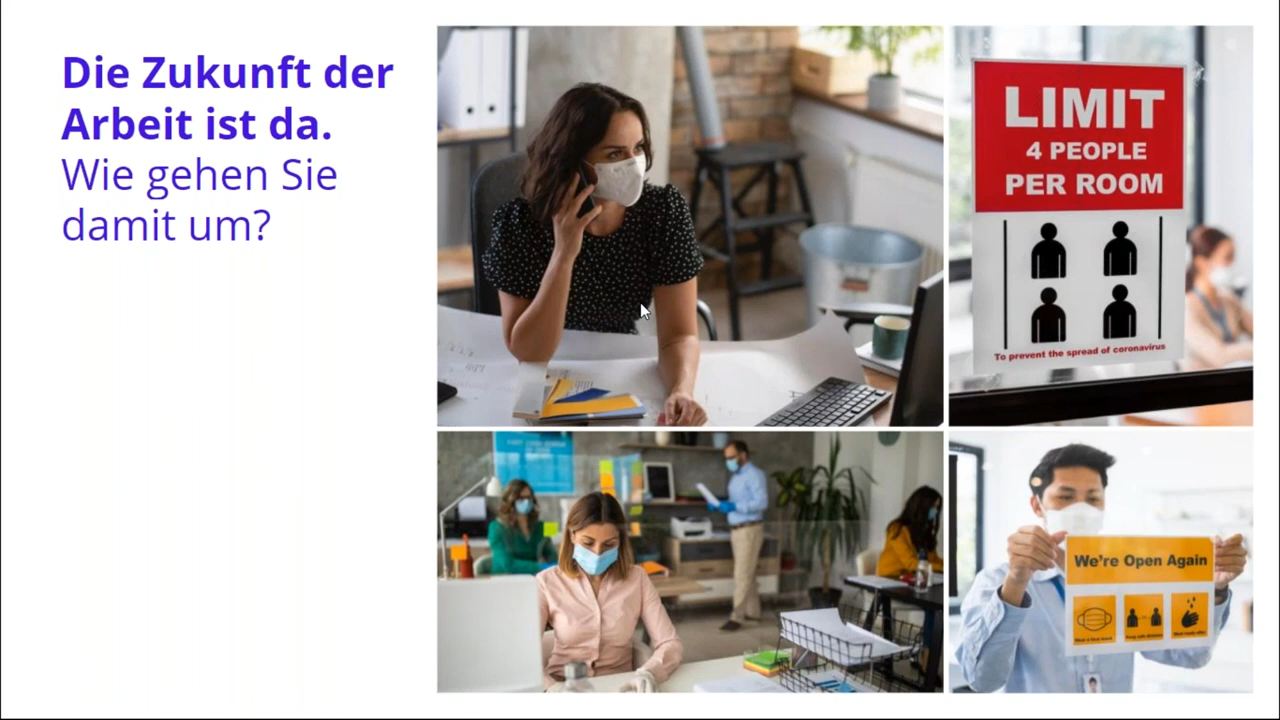 Die Zukunft der
Arbeit ist da.
Wie gehen Sie
damit um?
LIMIT
4 PEOPLE
PER ROOM
To prevent the spread of coronavirus
We're Open Again